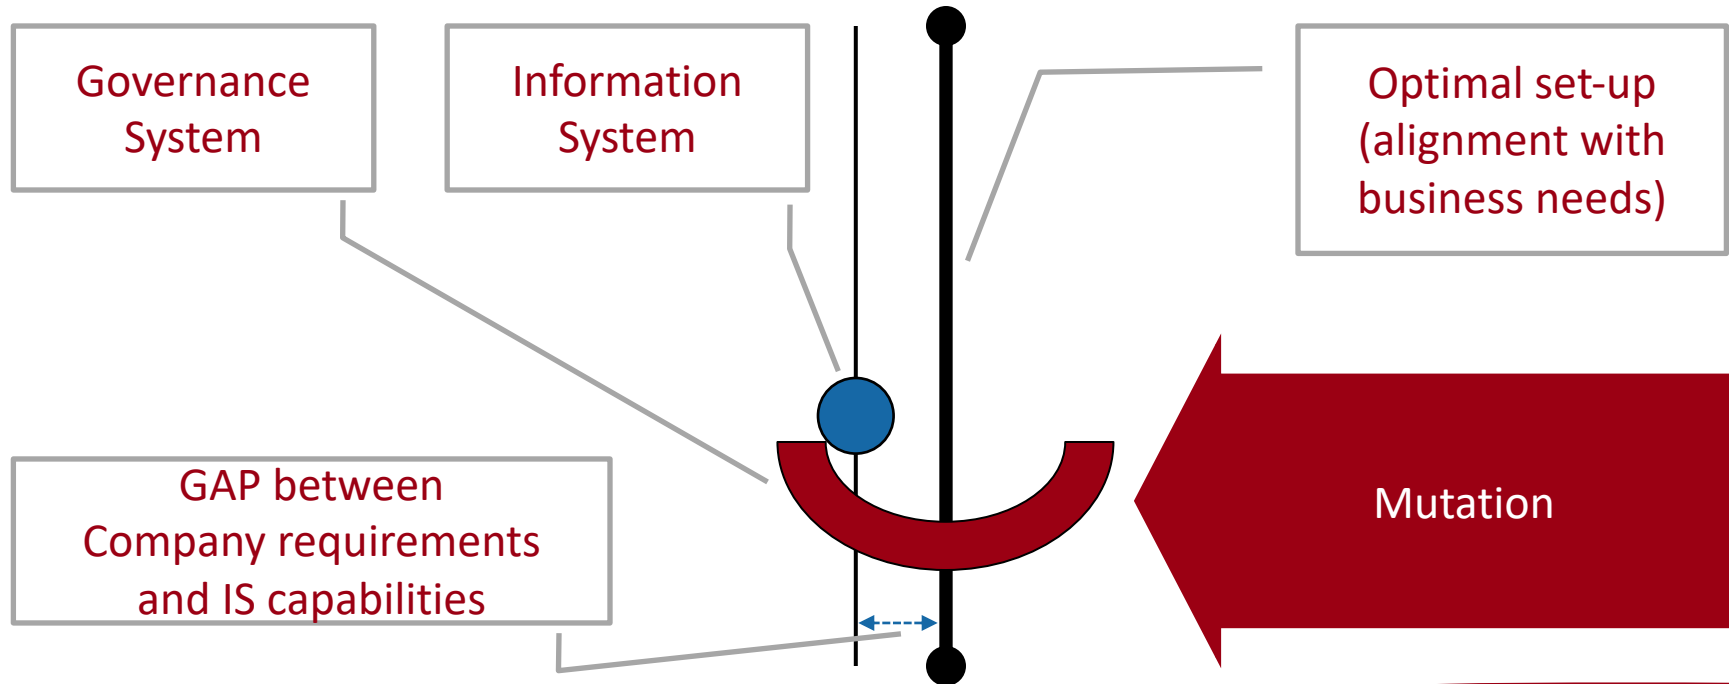 Governance
System
Information
System
Optimal set-up
(alignment with
business needs)
GAP between
Company requirements
and IS capabilities
Mutation